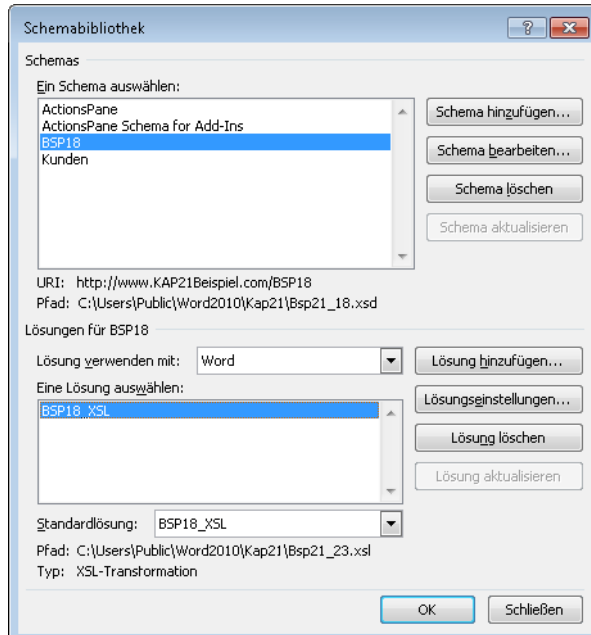 Schemabibliothek
Schemas
Ein Schema auswählen:
ActionsPane
ActionsPane Schema for Add-Ins
BSP18
Kunden
Schema hinzufügen...
Schema bearbeiten...
Schema löschen
Schema aktualisieren
URI: http://www.KAP21Beispiel.com/BSP18
Pfad: C:\Users\Public\Word2010\Kap21\Bsp21_18.xsd
Lösungen für BSP18
Lösung verwenden mit: Word
Lösung hinzufügen...
Eine Lösung auswählen:
BSP18_XSL
Lösungseinstellungen...
Lösung löschen
Lösung aktualisieren
Standardlösung: BSP18_XSL
Pfad: C:\Users\Public\Word2010\Kap21\Bsp21_23.xsl
Typ: XSL-Transformation
OK
Schließen